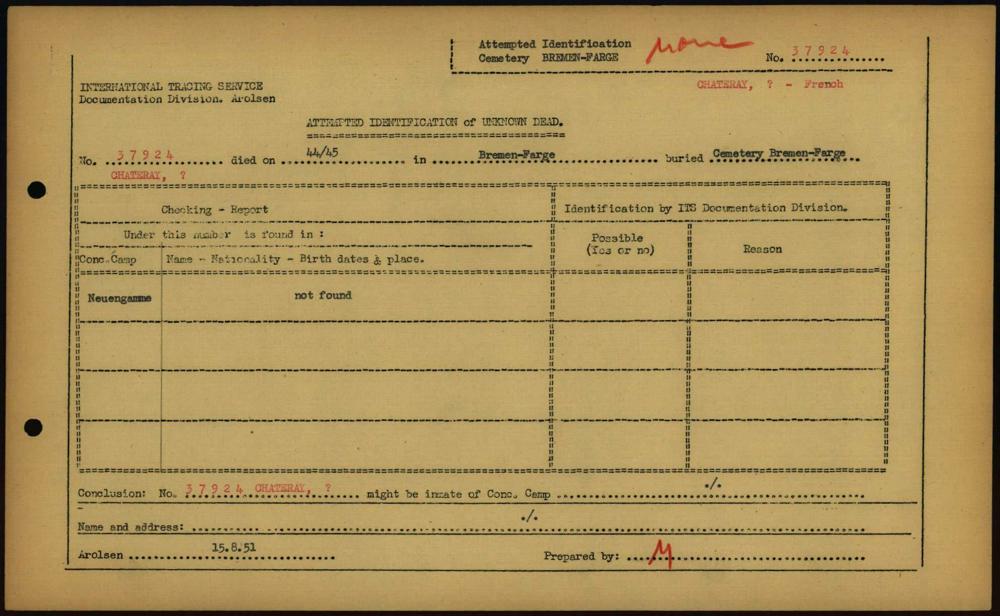 Attempted Identification
Cemetery BREMEN-FARGE
None
No. 37924
INTERNATIONAL TRACING SERVICE
Documentation Division. Arolsen
CHATERAY, ? - French
ATTEMPTED IDENTIFICATION of UNKNOWN DEAD.
No. 37924 died on 44/45 in Bremen-Farge buried Cemetery Bremen-Farge
CHATERAY, ?
Checking - Report
Identification by ITS Documentation Division.
Under this number is found in :
Possible
(Yes or no)
Reason
Conc.Camp
Name - Nationality - Birth dates & place.
Neuengamme
not found
Conclusion: No. 37924 CHATERAY, ? might be inmate of Conc. Camp ./.
Name and address: ./.
Arolsen 15.8.51
Prepared by: M